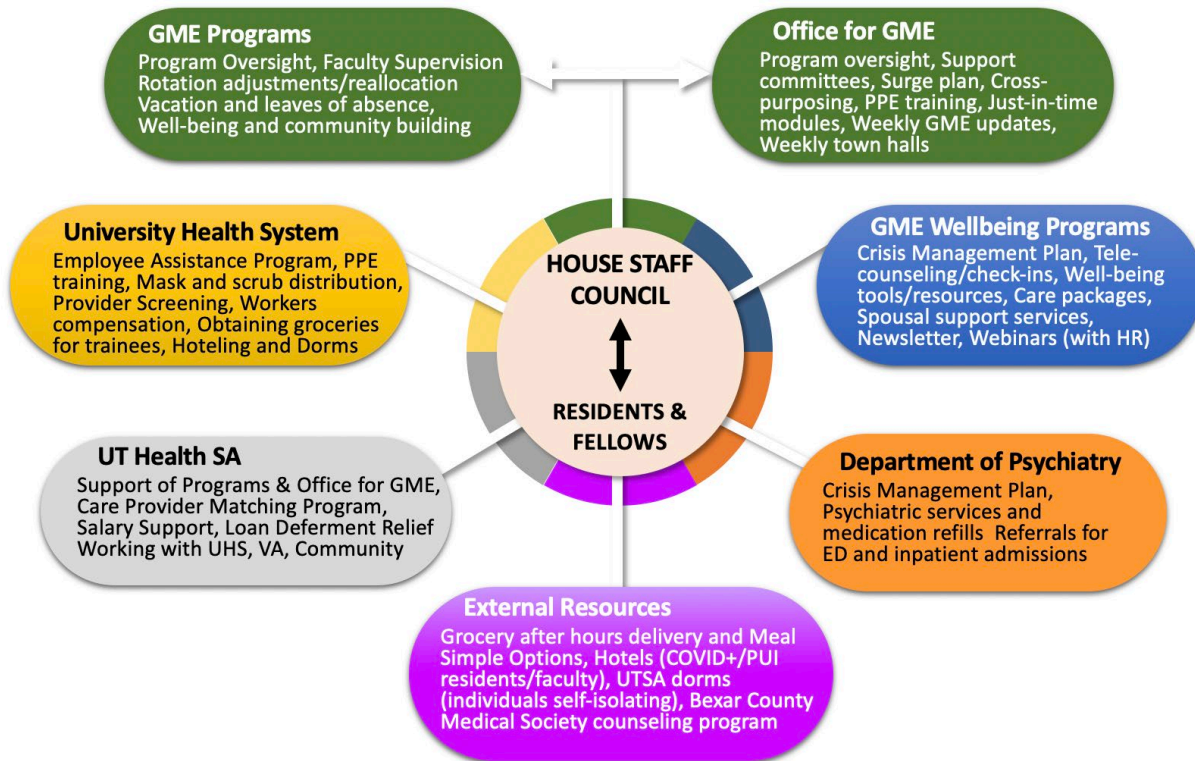 GME Programs
Program Oversight, Faculty Supervision
Rotation adjustments/reallocation
Vacation and leaves of absence,
Well-being and community building
Office for GME
Program oversight, Support
committees, Surge plan, Cross-
purposing, PPE training, Just-in-time
modules, Weekly GME updates,
Weekly town halls
University Health System
Employee Assistance Program, PPE
training, Mask and scrub distribution,
Provider Screening, Workers
compensation, Obtaining groceries
for trainees, Hoteling and Dorms
HOUSE STAFF
COUNCIL
RESIDENTS &
FELLOWS
GME Wellbeing Programs
Crisis Management Plan, Tele-
counseling/check-ins, Well-being
tools/resources, Care packages,
Spousal support services,
Newsletter, Webinars (with HR)
UT Health SA
Support of Programs & Office for GME,
Care Provider Matching Program,
Salary Support, Loan Deferment Relief
Working with UHS, VA, Community
Department of Psychiatry
Crisis Management Plan,
Psychiatric services and
medication refills  Referrals for
ED and inpatient admissions
External Resources
Grocery after hours delivery and Meal
Simple Options, Hotels (COVID+/PUI
residents/faculty), UTSA dorms
(individuals self-isolating), Bexar County
Medical Society counseling program